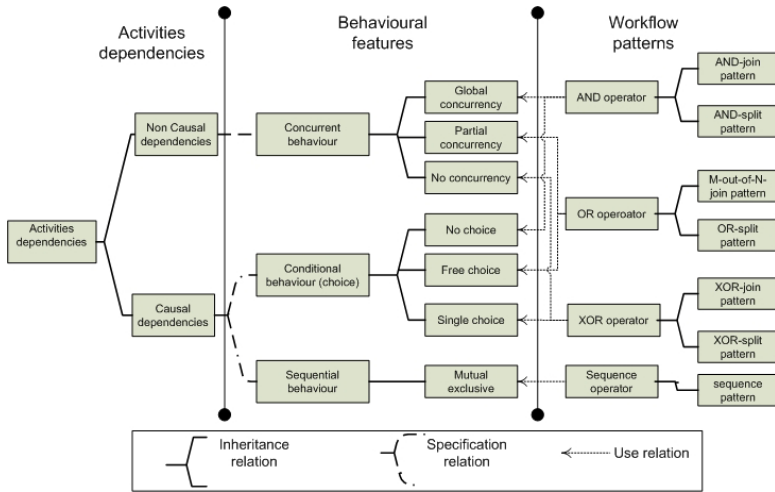 Activities
dependencies
Behavioural
features
Workflow
patterns
Non Causal
dependencies
Activities
dependencies
Causal
dependencies
Concurrent
behaviour
Conditional
behaviour (choice)
Sequential
behaviour
Global
concurrency
Partial
concurrency
No concurrency
No choice
Free choice
Single choice
Mutual
exclusive
AND operator
OR operoator
XOR operator
Sequence
operator
AND-join
pattern
AND-split
pattern
M-out-of-N-
join pattern
OR-split
pattern
XOR-join
pattern
XOR-split
pattern
sequence
pattern
Inheritance
relation
Specification
relation
Use relation